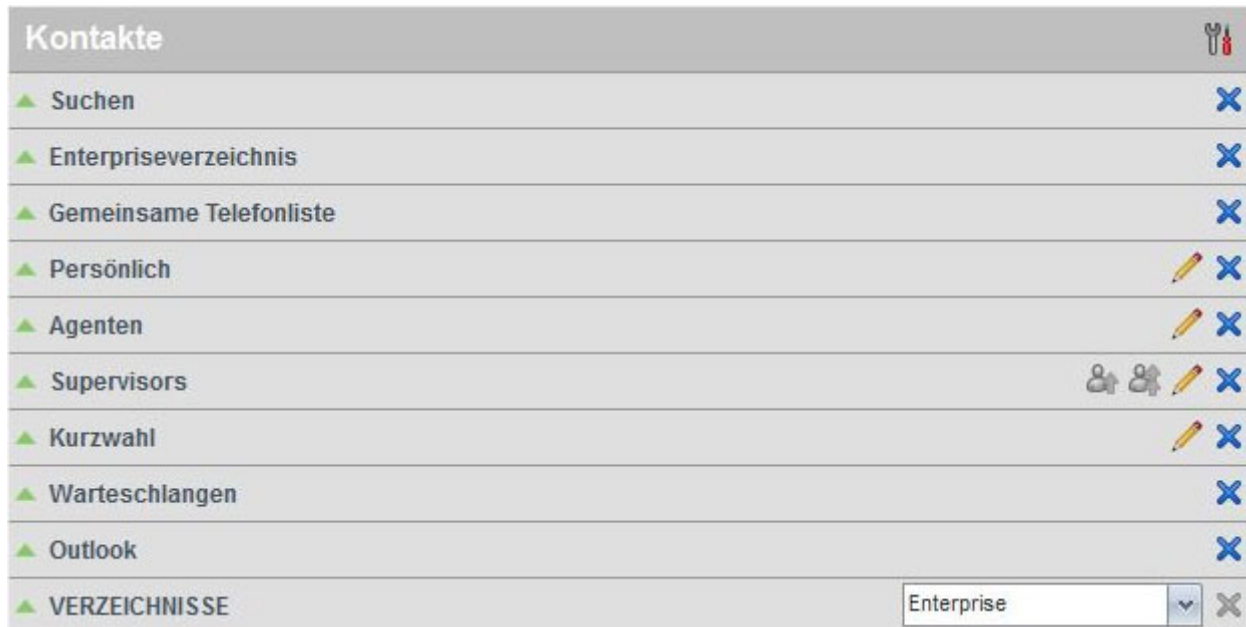 Kontakte
Suchen
Enterpriseverzeichnis
Gemeinsame Telefonliste
Persönlich
Agenten
Supervisors
Kurzwahl
Warteschlangen
Outlook
VERZEICHNISSE Enterprise